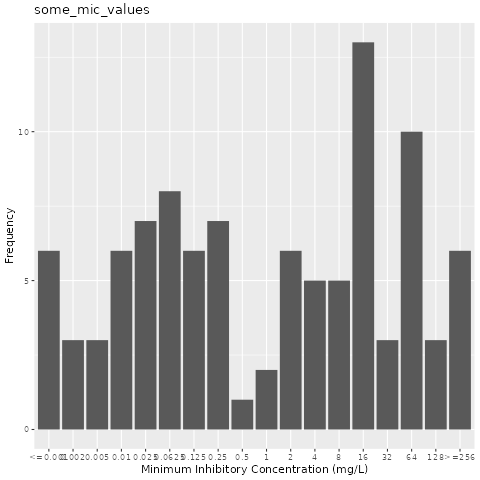 some_mic_values
Frequency
10
5
0
<=0.001 0.002 0.005 0.01 0.025 0.0625 0.125 0.25 0.5 1 2 4 8 16 32 64 128 >=256
Minimum Inhibitory Concentration (mg/L)